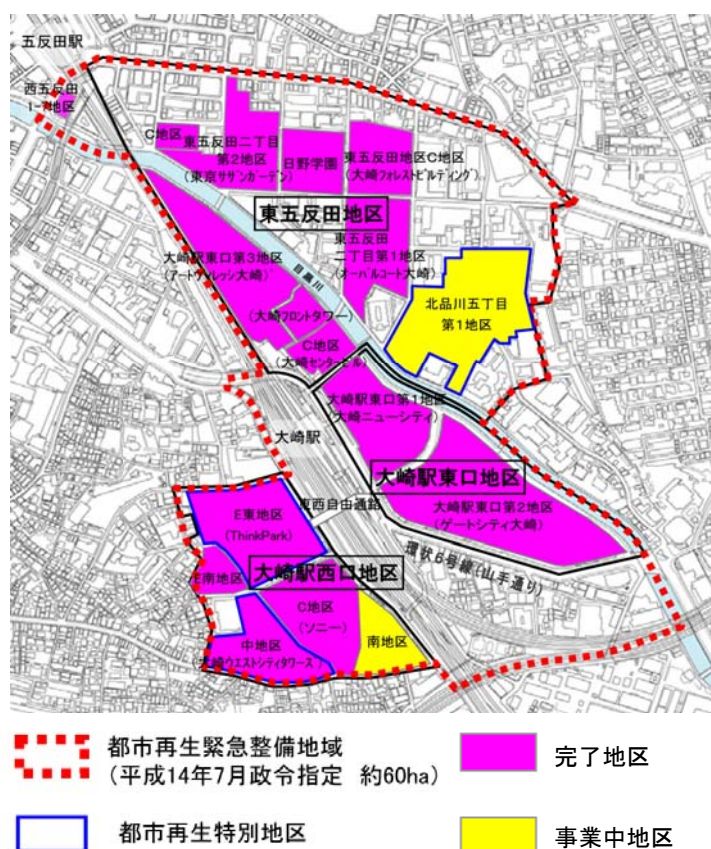 五反田駅
西五反田
1-7地区
C地区
東五反田二丁目
第2地区
(東京サザンガーデン)
日野学園
東五反田地区C地区
(大崎フォレストビルディング)
東五反田地区
東五反田
二丁目第1地区
(オーバルコート大崎)
大崎駅東口第3地区
(アートヴィレッジ大崎)
目黒川
北品川五丁目
第1地区
(大崎フロントタワー)
C地区
(大崎センタービル)
大崎駅東口第1地区
(大崎ニューシティ)
大崎駅
大崎駅東口地区
大崎駅東口第2地区
(ゲートシティ大崎)
東西自由通路
環状6号線(山手通り)
E東地区
(ThinkPark)
大崎駅西口地区
E南地区
C地区
(ソニー)
南地区
中地区
(大崎ウエストシティタワーズ)
都市再生緊急整備地域
(平成14年7月政令指定 約60ha)
完了地区
都市再生特別地区
事業中地区